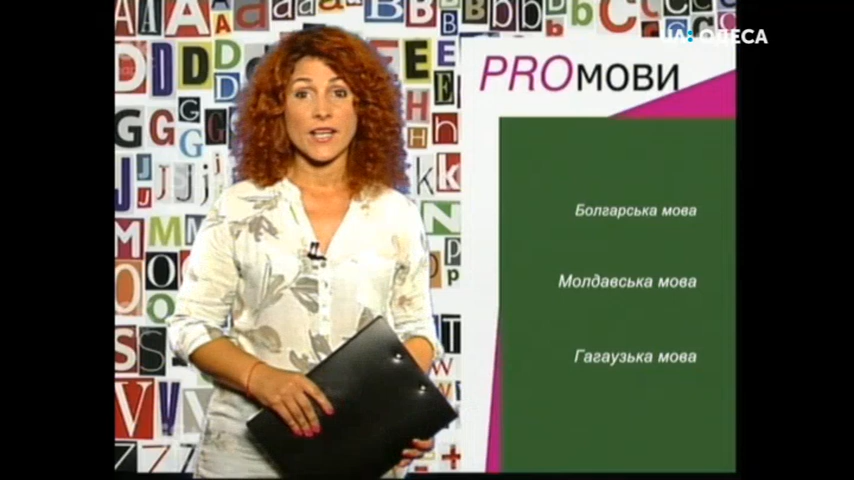 UA:ОДЕСА
PROМОВИ
Болгарська мова
Молдавська мова
Гагаузька мова